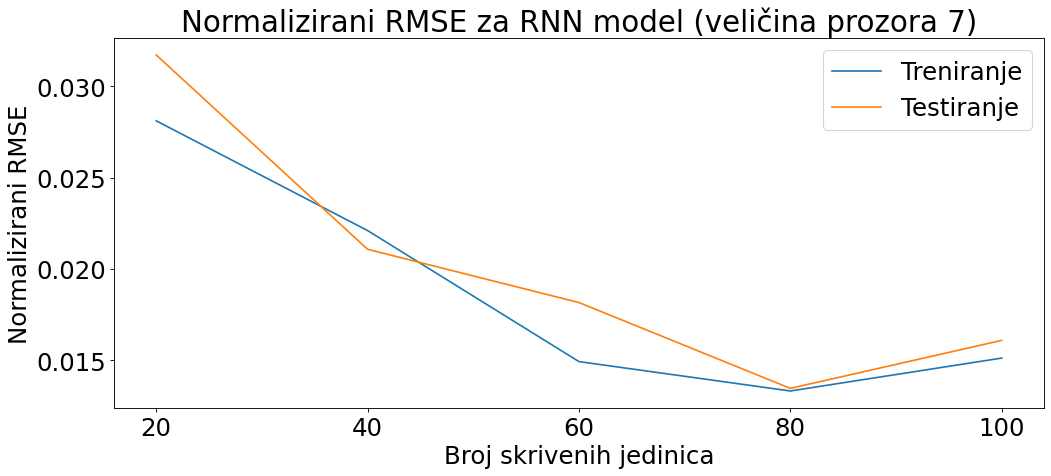 Normalizirani RMSE za RNN model (veličina prozora 7)
Treniranje
Testiranje
Normalizirani RMSE
0.030
0.025
0.020
0.015
20 40 60 80 100
Broj skrivenih jedinica